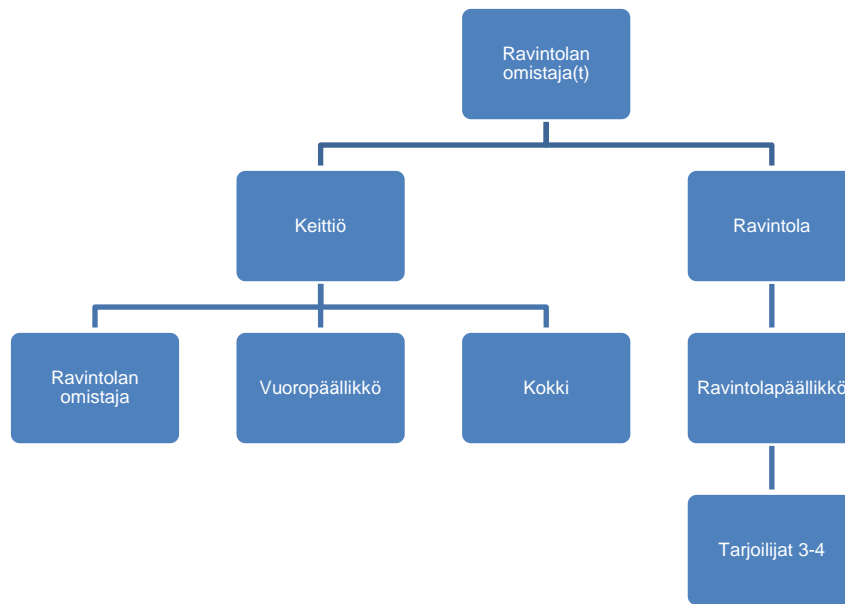 Ravintolan
omistaja(t)
Keittiö
Ravintola
Ravintolan
omistaja
Vuoropäällikkö
Kokki
Ravintolapäällikkö
Tarjoilijat 3-4